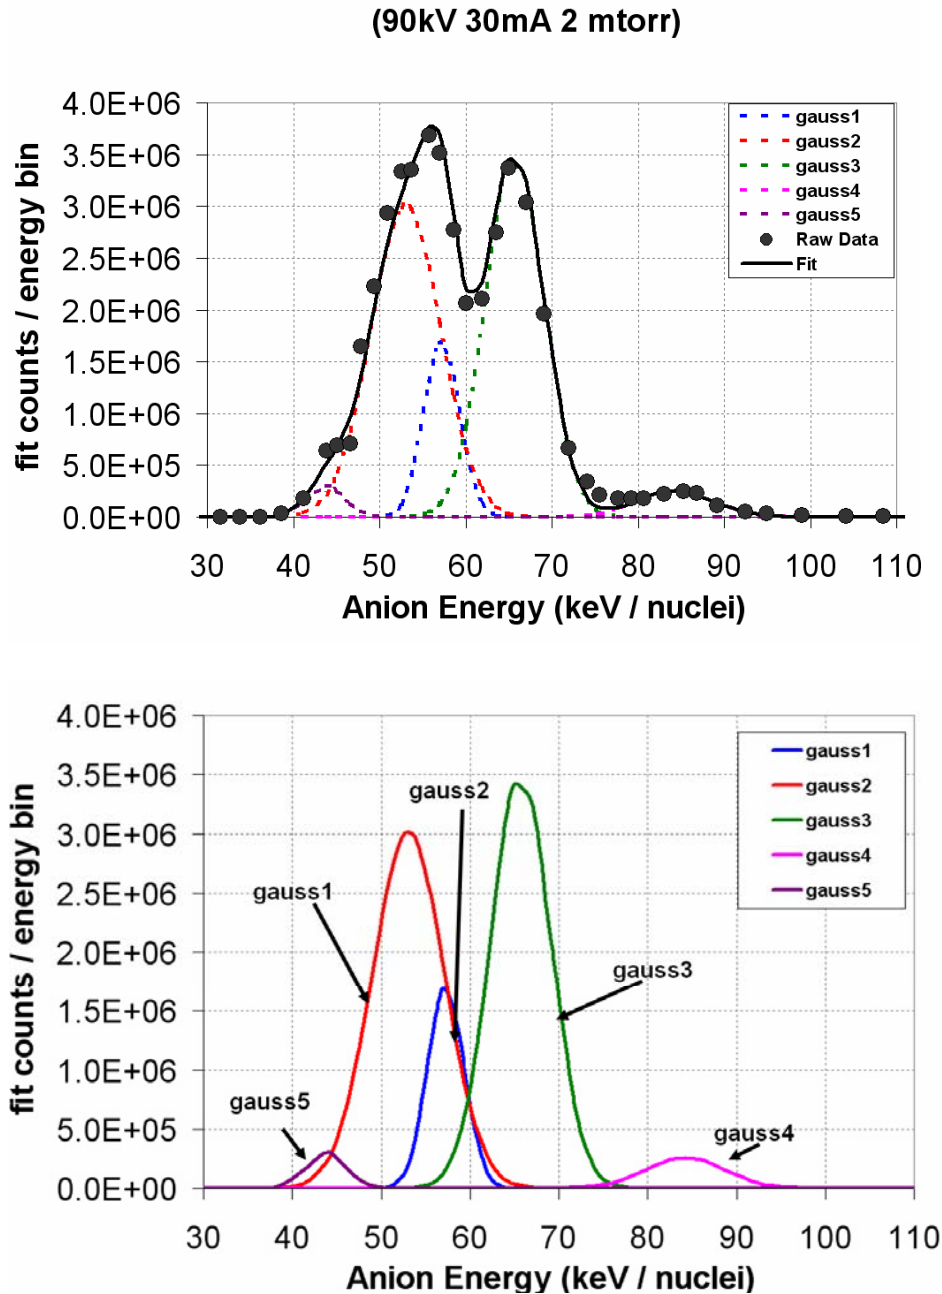 (90kV 30mA 2 mtorr)
4.0E+06
3.5E+06
3.0E+06
2.5E+06
2.0E+06
1.5E+06
1.0E+06
5.0E+05
0.0E+00
fit counts / energy bin
gauss1
gauss2
gauss3
gauss4
gauss5
Raw Data
Fit
30 40 50 60 70 80 90 100 110
Anion Energy (keV / nuclei)
4.0E+06
3.5E+06
3.0E+06
2.5E+06
2.0E+06
1.5E+06
1.0E+06
5.0E+05
0.0E+00
fit counts / energy bin
gauss1
gauss2
gauss3
gauss4
gauss5
gauss2
gauss1
gauss3
gauss5
gauss4
30 40 50 60 70 80 90 100 110
Anion Energy (keV / nuclei)